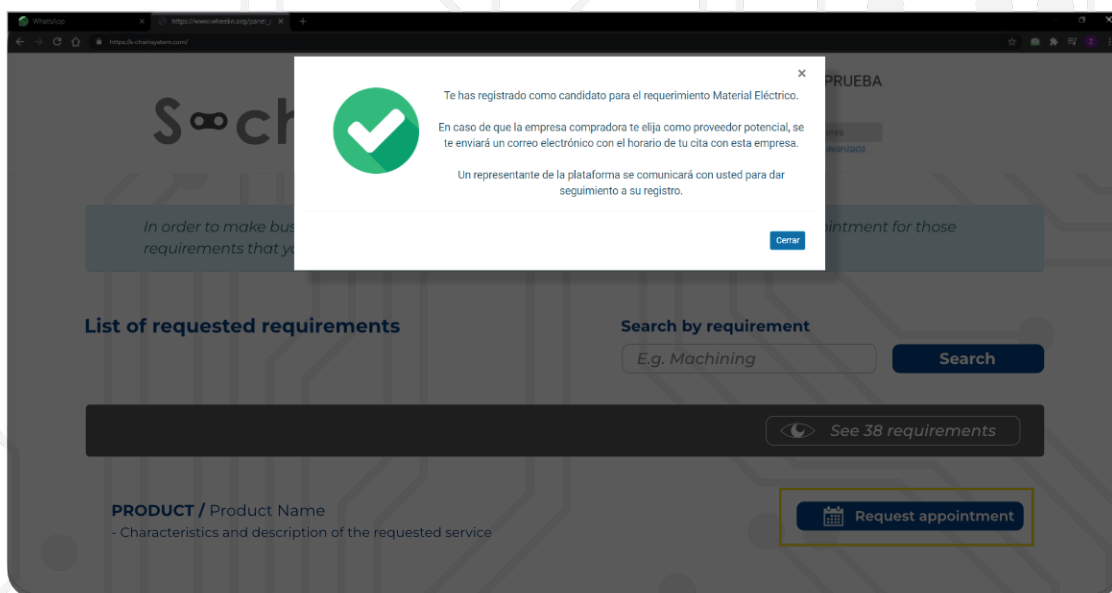 WhatsApp
https://www.wheelin.org/panel_
https://s-chainsystem.com/
PRUEBA
avanzada
Te has registrado como candidato para el requerimiento Material Eléctrico.
En caso de que la empresa compradora te elija como proveedor potencial, se
te enviará un correo electrónico con el horario de tu cita con esta empresa.
Un representante de la plataforma se comunicará con usted para dar
seguimiento a su registro.
Cerrar
In order to make
requirements that
for those
List of requested requirements
Search by requirement
E.g. Machining
Search
See 38 requirements
PRODUCT / Product Name
- Characteristics and description of the requested service
Request appointment